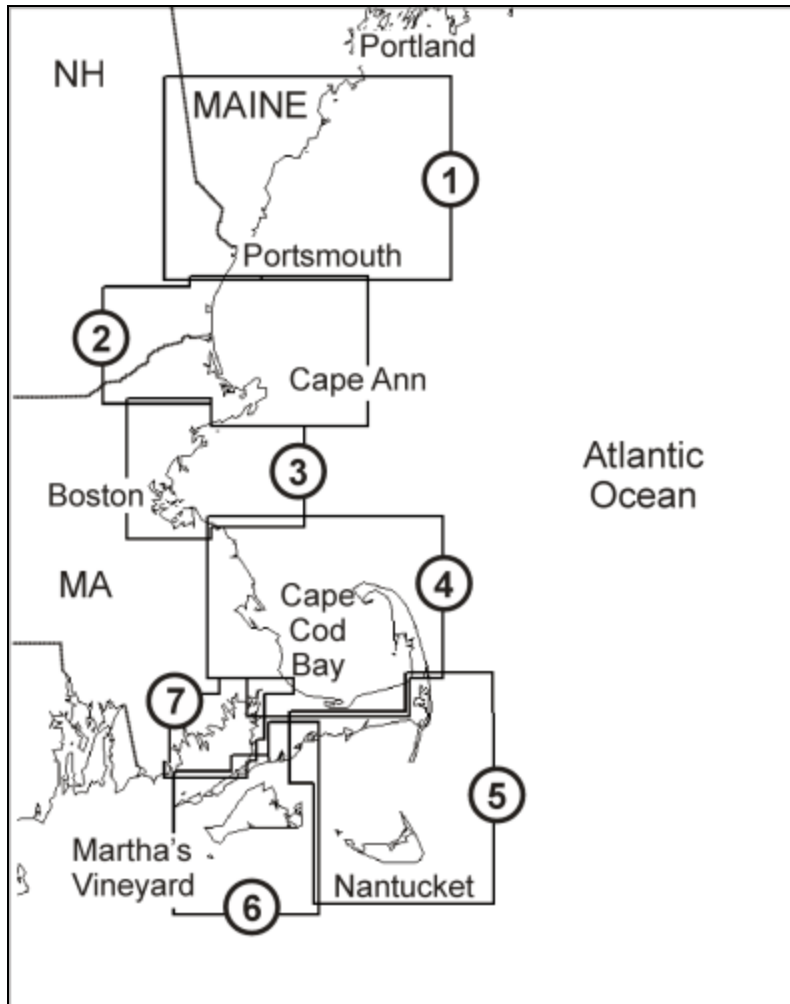 Portland
NH
MAINE
1
Portsmouth
2
Cape Ann
3
Boston
Atlantic
Ocean
MA
4
Cape
Cod
Bay
7
5
Martha's
Vineyard
Nantucket
6